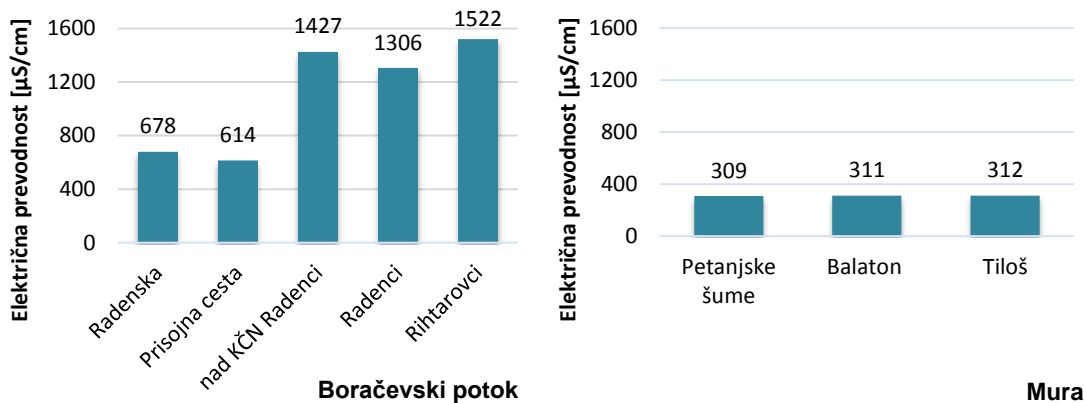 Električna prevodnost [µS/cm]
1600
1200
800
400
0
678
614
1427
1306
1522
Radenska
Prisojna cesta
nad KČN Radenci
Radenci
Rihtarovci
Boračevski potok
Električna prevodnost [µS/cm]
1600
1200
800
400
0
309
311
312
Petanjske
šume
Balaton
Tiloš
Mura